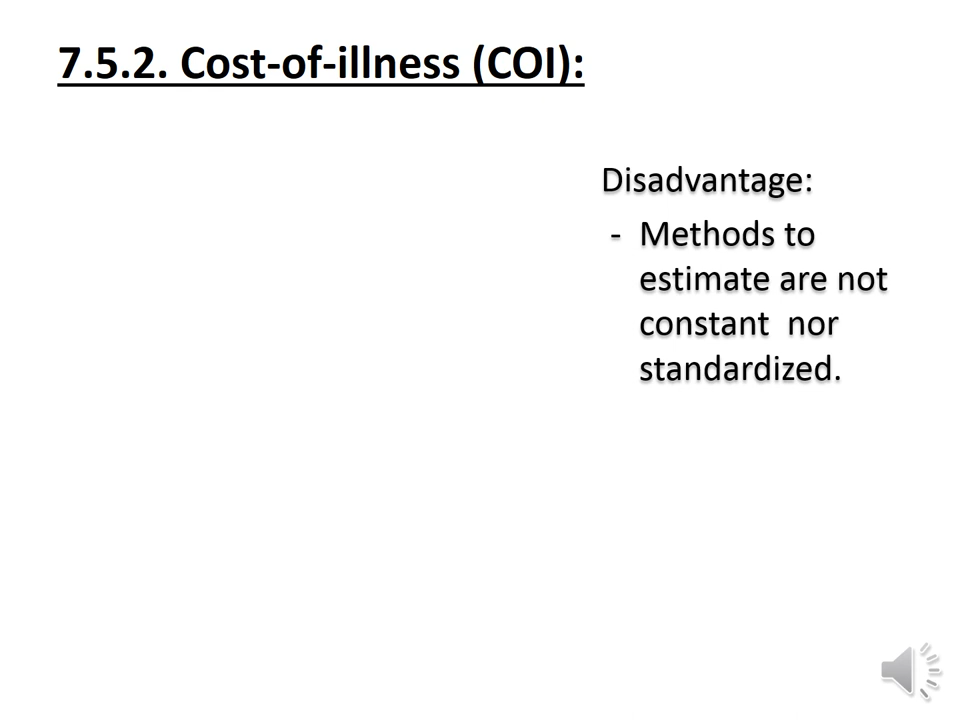 7.5.2. Cost-of-illness (COI):
Disadvantage:
- Methods to
estimate are not
constant  nor
standardized.